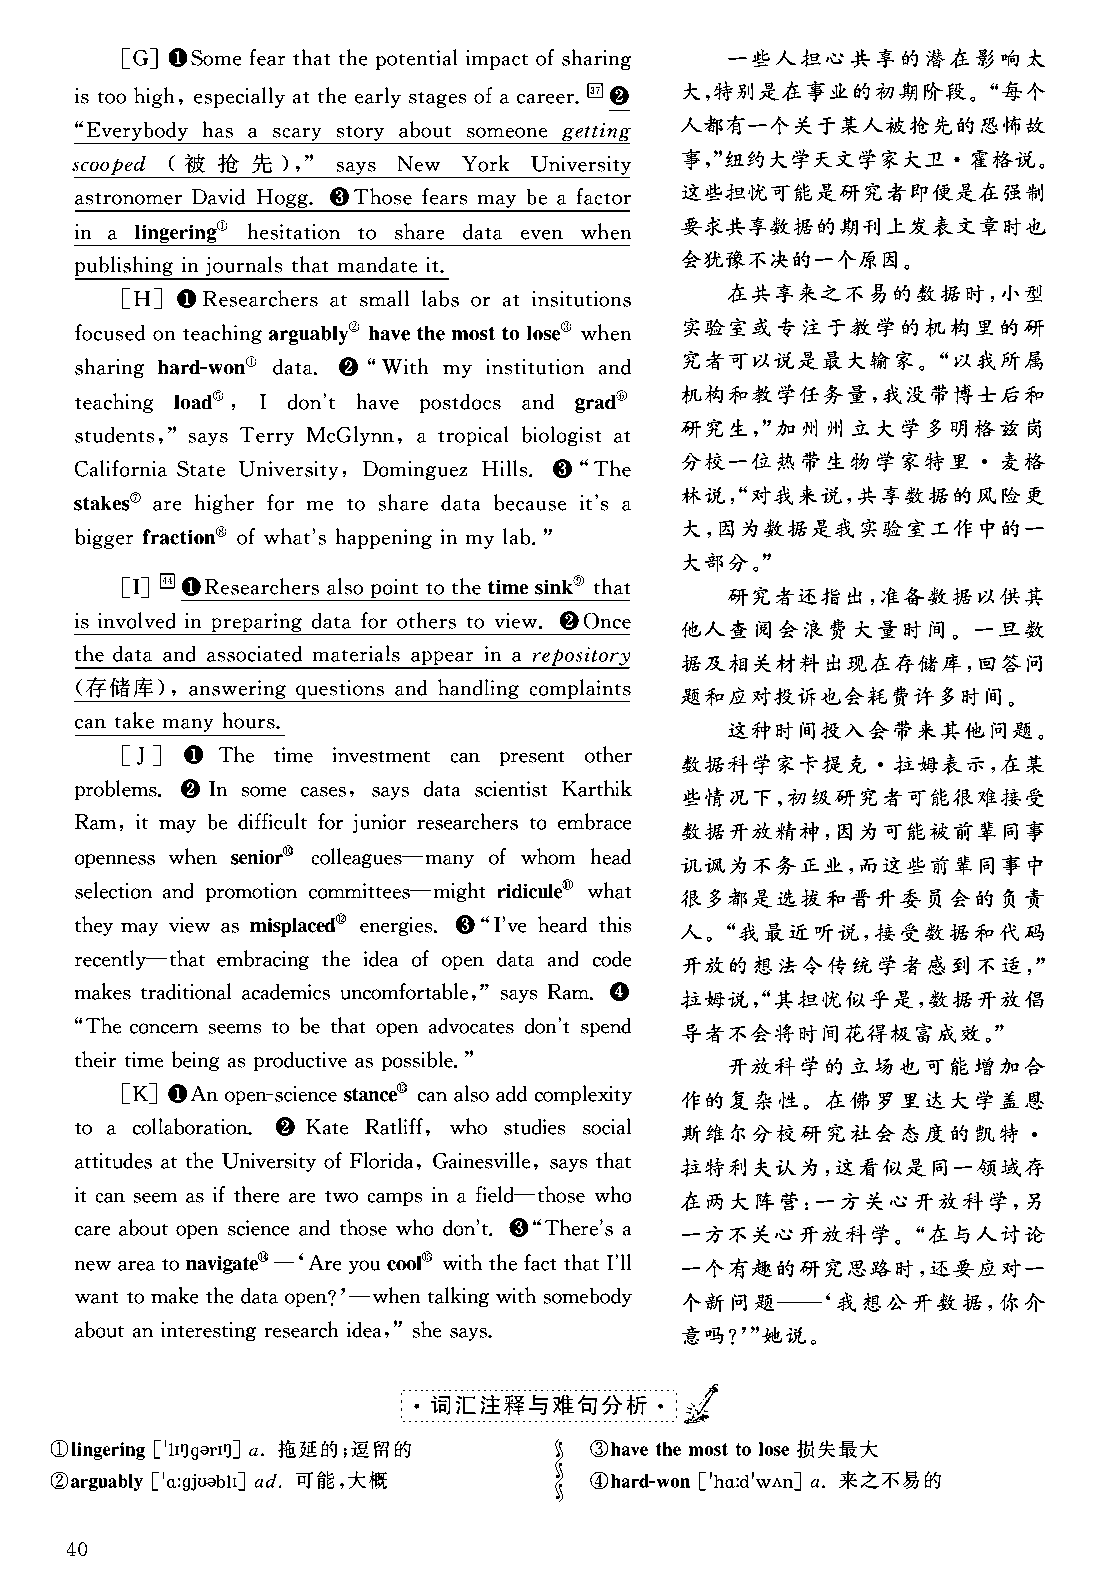 ［G］❶Some fear that the potential impact of sharing
is too high, especially at the early stages of a career. 37 ❷
“Everybody has a scary story about someone getting
scooped （被抢先），” says New York University
astronomer David Hogg. ❸Those fears may be a factor
in a lingering① hesitation to share data even when
publishing in journals that mandate it.
［H］❶Researchers at small labs or at insitutions
focused on teaching arguably② have the most to lose③ when
sharing hard-won④ data. ❷“With my institution and
teaching load⑤, I don't have postdocs and grad⑥
students,” says Terry McGlynn, a tropical biologist at
California State University, Dominguez Hills. ❸“The
stakes⑦ are higher for me to share data because it's a
bigger fraction⑧ of what's happening in my lab.”
［I］44 ❶Researchers also point to the time sink⑨ that
is involved in preparing data for others to view. ❷Once
the data and associated materials appear in a repository
（存储库）, answering questions and handling complaints
can take many hours.
［J］❶ The time investment can present other
problems. ❷ In some cases, says data scientist Karthik
Ram, it may be difficult for junior researchers to embrace
openness when senior⑩ colleagues—many of whom head
selection and promotion committees—might ridicule⑪ what
they may view as misplaced⑫ energies. ❸“I've heard this
recently—that embracing the idea of open data and code
makes traditional academics uncomfortable,” says Ram. ❹
“The concern seems to be that open advocates don't spend
their time being as productive as possible.”
［K］❶An open-science stance⑬ can also add complexity
to a collaboration. ❷ Kate Ratliff, who studies social
attitudes at the University of Florida, Gainesville, says that
it can seem as if there are two camps in a field—those who
care about open science and those who don't. ❸“There's a
new area to navigate⑭—‘Are you cool⑮ with the fact that I'll
want to make the data open?’—when talking with somebody
about an interesting research idea,” she says.
一些人担心共享的潜在影响太
大，特别是在事业的初期阶段。“每个
人都有一个关于某人被抢先的恐怖故
事，”纽约大学天文学家大卫·霍格说。
这些担忧可能是研究者即便是在强制
要求共享数据的期刊上发表文章时也
会犹豫不决的一个原因。
在共享来之不易的数据时，小型
实验室或专注于教学的机构里的研
究者可以说是最大输家。“以我所属
机构和教学任务量，我没带博士后和
研究生，”加州州立大学多明格兹岗
分校一位热带生物学家特里·麦格
林说，“对我来说，共享数据的风险更
大，因为数据是我实验室工作中的一
大部分。”
研究者还指出，准备数据以供其
他人查阅会浪费大量时间。一旦数
据及相关材料出现在存储库，回答问
题和应对投诉也会耗费许多时间。
这种时间投入会带来其他问题。
数据科学家卡提克·拉姆表示，在某
些情况下，初级研究者可能很难接受
数据开放精神，因为可能被前辈同事
讥讽为不务正业，而这些前辈同事中
很多都是选拔和晋升委员会的负责
人。“我最近听说，接受数据和代码
开放的想法令传统学者感到不适，”
拉姆说，“其担忧似乎是，数据开放倡
导者不会将时间花得极富成效。”
开放科学的立场也可能增加合
作的复杂性。在佛罗里达大学盖恩
斯维尔分校研究社会态度的凯特·
拉特利夫认为，这看似是同一领域存
在两大阵营：一方关心开放科学，另
一方不关心开放科学。“在与人讨论
一个有趣的研究思路时，还要应对一
个新问题——‘我想公开数据，你介
意吗？’”她说。
·词汇注释与难句分析·
①lingering [ˈlɪŋgərɪŋ] a. 拖延的；逗留的
②arguably [ˈɑːgjʊəblɪ] ad. 可能，大概
③have the most to lose 损失最大
④hard-won [ˈhɑːdˈwʌn] a. 来之不易的
40